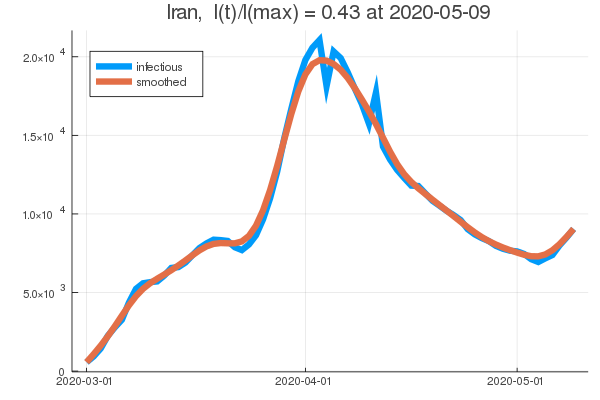 Iran, I(t)/I(max) = 0.43 at 2020-05-09
2.0×10⁴
infectious
smoothed
1.5×10⁴
1.0×10⁴
5.0×10³
0
2020-03-01 2020-04-01 2020-05-01